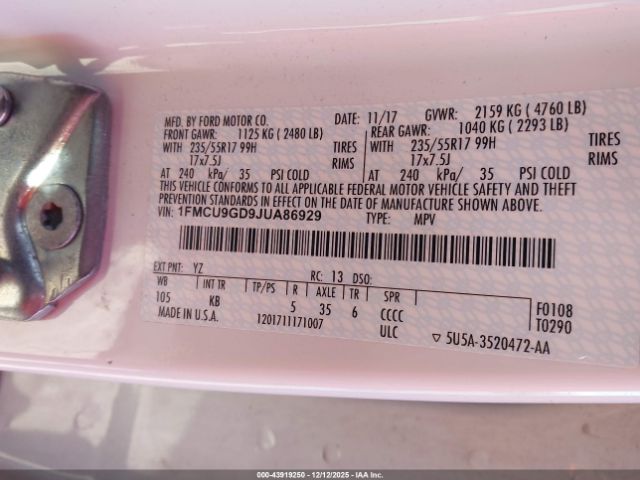 MFD. BY FORD MOTOR CO. DATE: 11/17 GVWR: 2159 KG ( 4760 LB)
FRONT GAWR: 1125 KG ( 2480 LB) REAR GAWR: 1040 KG ( 2293LB)
WITH 235/55R17 99H TIRES WITH 235/55R17 99H TIRES
17x7.5J RIMS 17x7.5J RIMS
AT 240 kPa/ 35 PSI COLD AT 240 kPa/ 35 PSI COLD
THIS VEHICLE CONFORMS TO ALL APPLICABLE FEDERAL MOTOR VEHICLE SAFETY AND THEFT
PREVENTION STANDARDS IN EFFECT ON THE DATE OF MANUFACTURE SHOWN ABOVE.
VIN: 1FMCU9GD9JUA86929 TYPE: MPV
EXT PNT: YZ RC: 13 DSO:
WB INT TR TP/PS R AXLE TR SPR
105 KB 5 35 6 CCCC F0108
MADE IN U.S.A. 1201711171007 ULC T0290
▽ 5U5A-3520472-AA
000-43919250 - 12/12/2025 - IAA Inc.